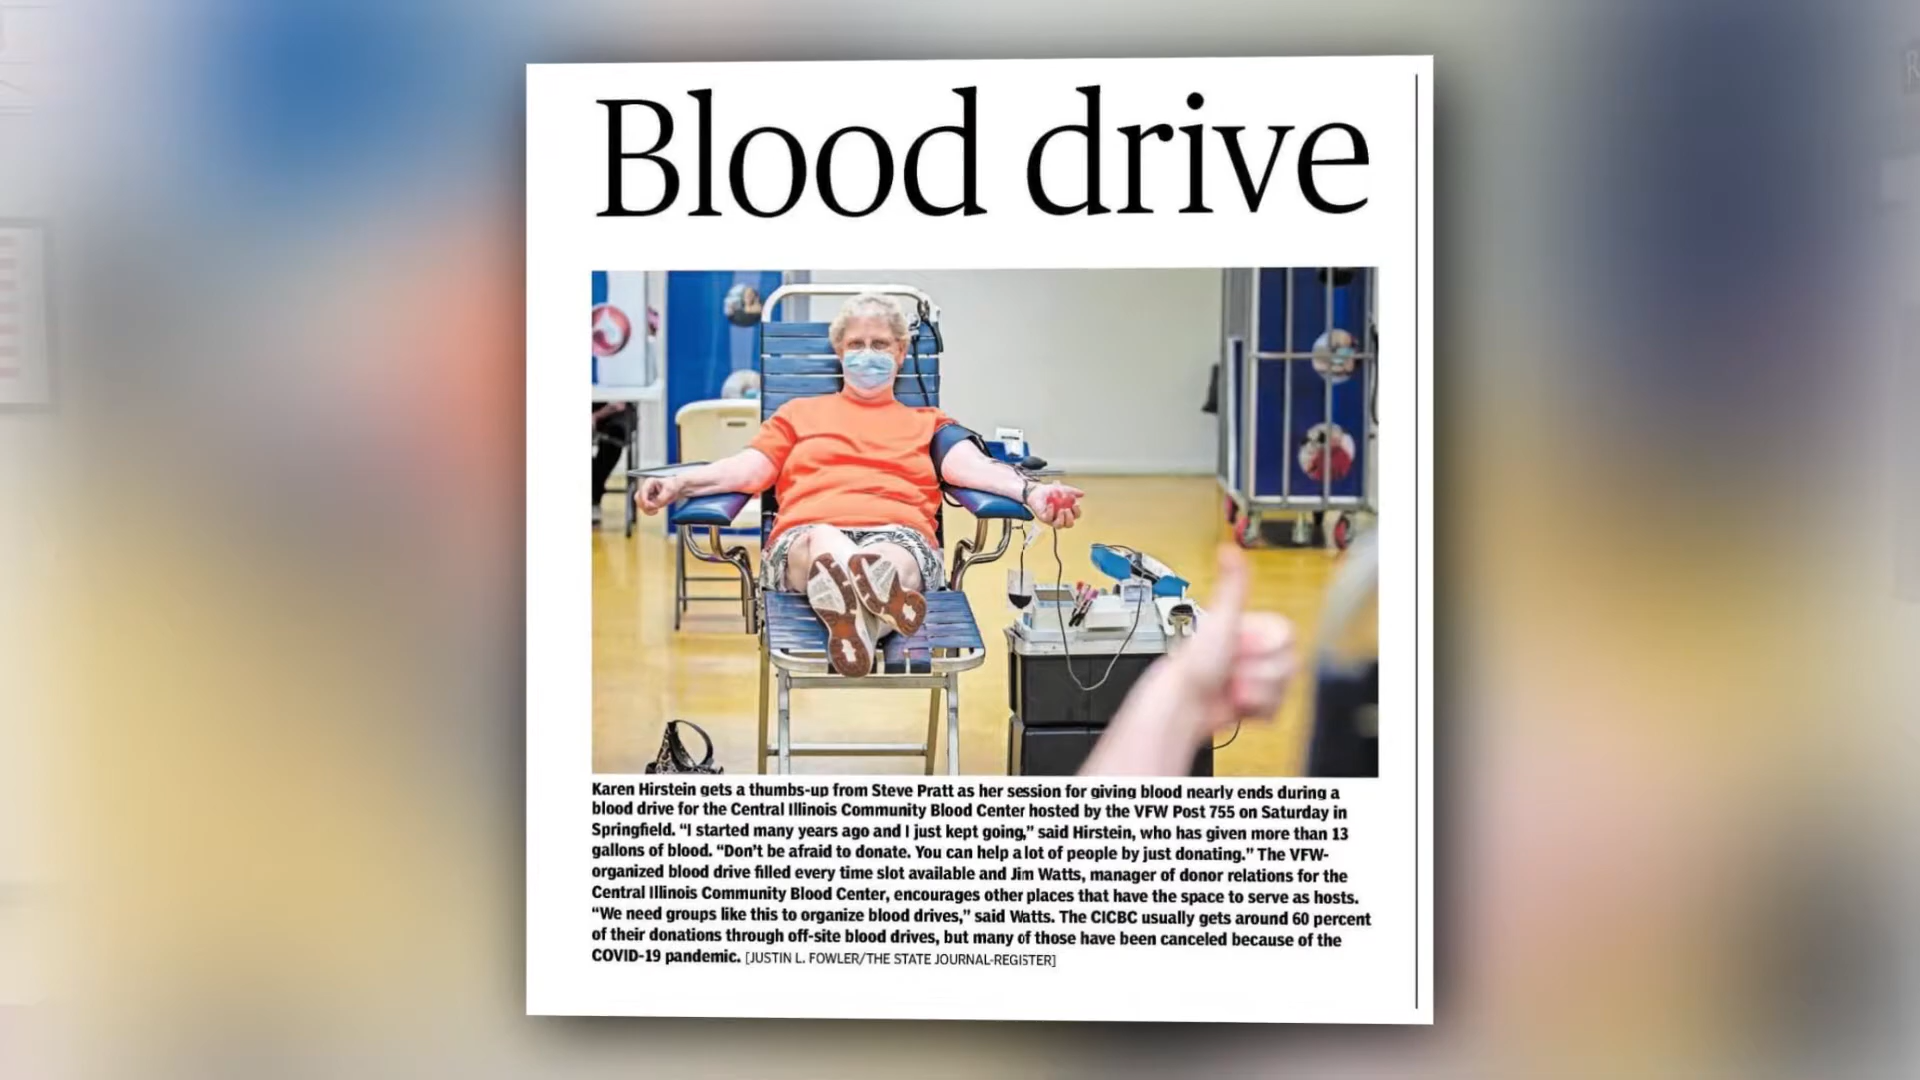 Blood drive
Karen Hirstein gets a thumbs-up from Steve Pratt as her session for giving blood nearly ends during a
blood drive for the Central Illinois Community Blood Center hosted by the VFW Post 755 on Saturday in
Springfield. “I started many years ago and I just kept going,” said Hirstein, who has given more than 13
gallons of blood. “Don’t be afraid to donate. You can help a lot of people by just donating.” The VFW-
organized blood drive filled every time slot available and Jim Watts, manager of donor relations for the
Central Illinois Community Blood Center, encourages other places that have the space to serve as hosts.
“We need groups like this to organize blood drives,” said Watts. The CICBC usually gets around 60 percent
of their donations through off-site blood drives, but many of those have been canceled because of the
COVID-19 pandemic. [JUSTIN L. FOWLER/THE STATE JOURNAL-REGISTER]